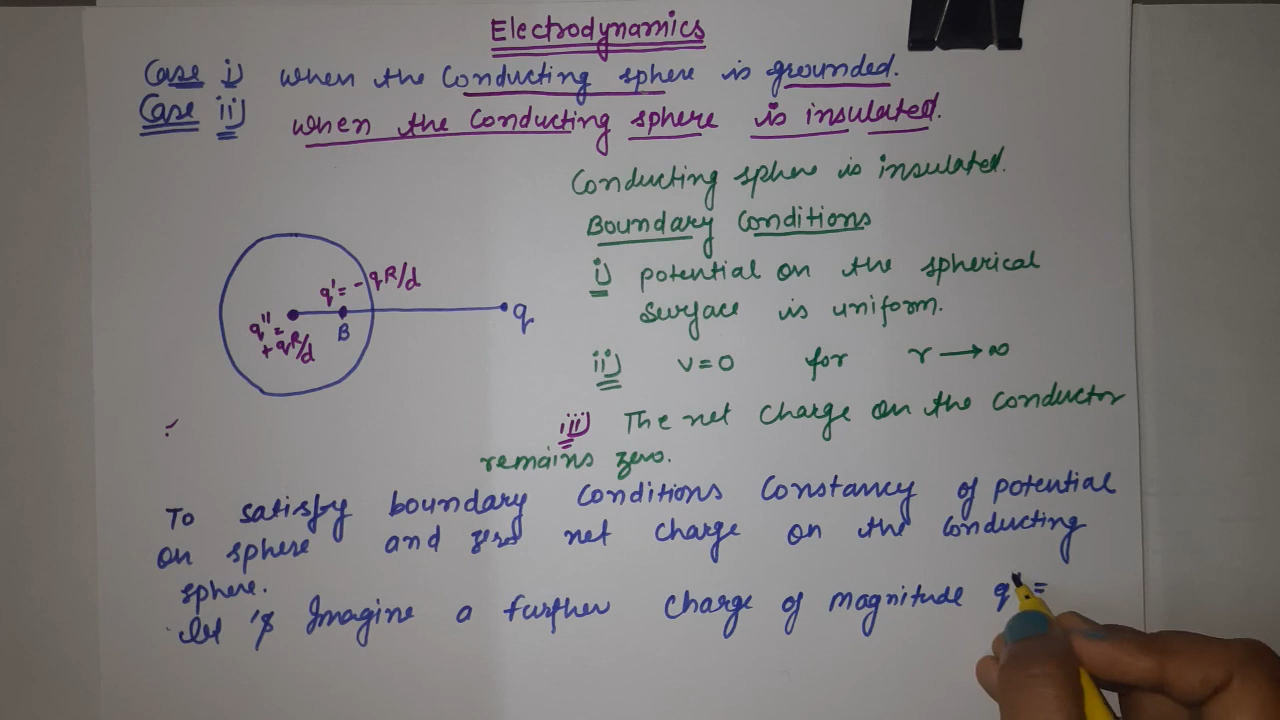 Electrodynamics
Case i) when the conducting sphere is grounded.
Case ii) when the conducting sphere is insulated.
Conducting sphere is insulated.
Boundary Conditions
i) potential on the spherical
surface is uniform.
ii) v=0 for r→∞
iii) The net charge on the conductor
remains zero.
q' = -qR/d
q'' =
+qR/d
B
q
To satisfy boundary conditions constancy of potential
on sphere and zero net charge on the conducting
sphere.
let 's Imagine a further charge of magnitude q =